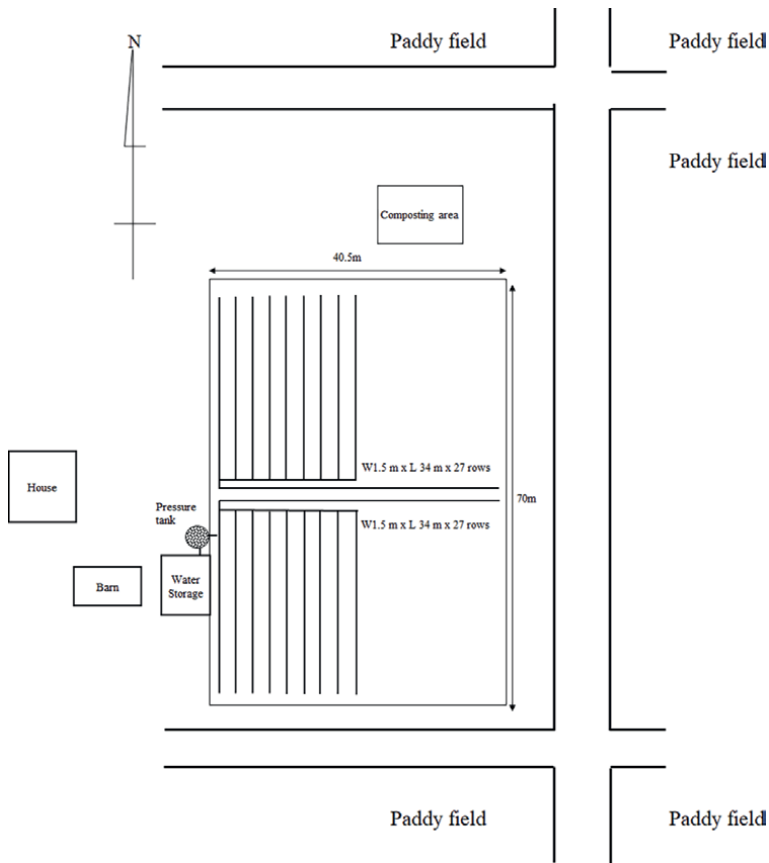 N
Paddy field
Paddy field
Paddy field
Composting area
40.5m
W1.5 m x L 34 m x 27 rows
House
70m
Pressure
tank
W1.5 m x L 34 m x 27 rows
Barn
Water
Storage
Paddy field
Paddy field